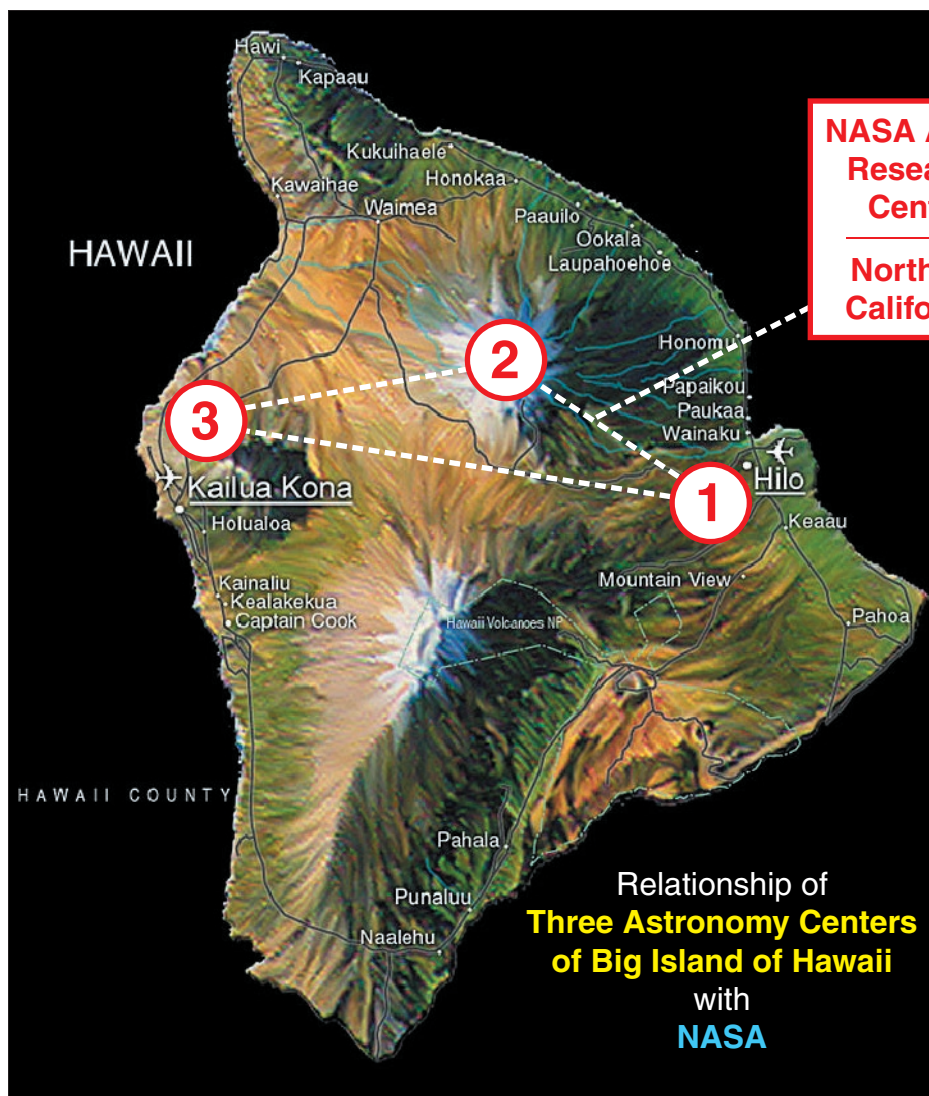 Hawi
Kapaau
Kukuihaele
Honokaa
Kawaihae
Waimea
Paauilo
Ookala
Laupahoehoe
HAWAII
NASA
Resea
Cent
North
Califo
Honomu
Papaikou
Paukaa
Wainaku
2
3
1
Hilo
Kailua Kona
Keaau
Holualoa
Mountain View
Kainaliu
Kealakekua
Captain Cook
Hawaii Volcanoes NP
Pahoa
HAWAII COUNTY
Pahala
Punaluu
Naalehu
Relationship of
Three Astronomy Centers
of Big Island of Hawaii
with
NASA